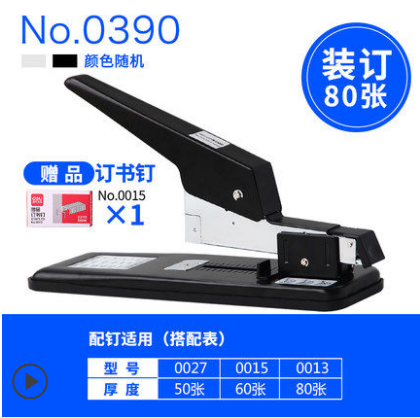 No.0390
颜色随机
装订
80张
赠品 订书钉
No.0015
×1
配钉适用（搭配表）
型号 0027 0015 0013
厚度 50张 60张 80张